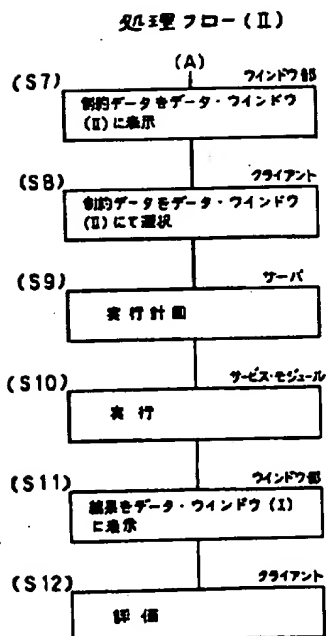 処理フロー(Ⅱ)
(A)
(S7)
ウインドウ部
制約データをデータ・ウインドウ
(Ⅱ)に表示
(S8)
クライアント
制約データをデータ・ウインドウ
(Ⅱ)にて選択
(S9)
サーバ
実行計画
(S10)
サービス・モジュール
実行
(S11)
ウインドウ部
結果をデータ・ウインドウ(Ⅰ)
に表示
(S12)
クライアント
評価